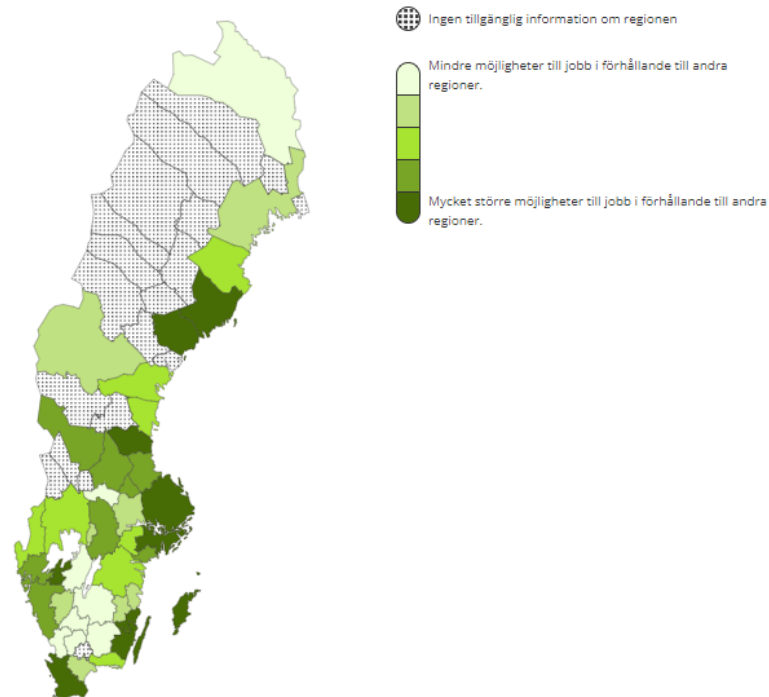 Ingen tillgänglig information om regionen
Mindre möjligheter till jobb i förhållande till andra
regioner.
Mycket större möjligheter till jobb i förhållande till andra
regioner.